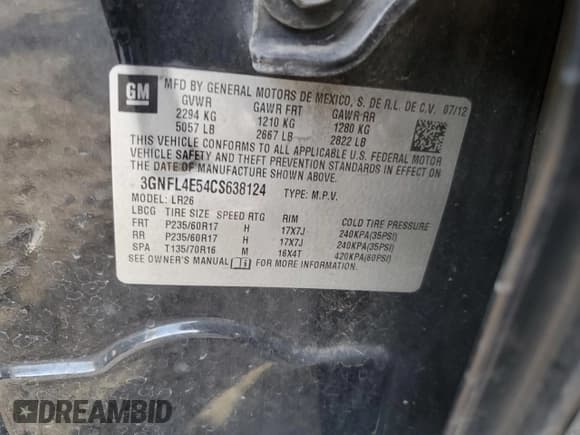 GM
MFD BY GENERAL MOTORS DE MEXICO, S. DE R.L. DE C.V. 07/12
GVWR GAWR FRT GAWR RR
2294 KG 1210 KG 1280 KG
5057 LB 2667 LB 2822 LB
THIS VEHICLE CONFORMS TO ALL APPLICABLE U.S. FEDERAL MOTOR
VEHICLE SAFETY AND THEFT PREVENTION STANDARDS IN EFFECT ON
THE DATE OF MANUFACTURE SHOWN ABOVE.
3GNFL4E54CS638124 TYPE: M.P.V.
MODEL: LR26
LBCG TIRE SIZE SPEED RTG RIM COLD TIRE PRESSURE
FRT P235/60R17 H 17X7J 240KPA(35PSI)
RR P235/60R17 H 17X7J 240KPA(35PSI)
SPA T135/70R16 M 16X4T 420KPA(60PSI)
SEE OWNER'S MANUAL FOR MORE INFORMATION.
DREAMBID